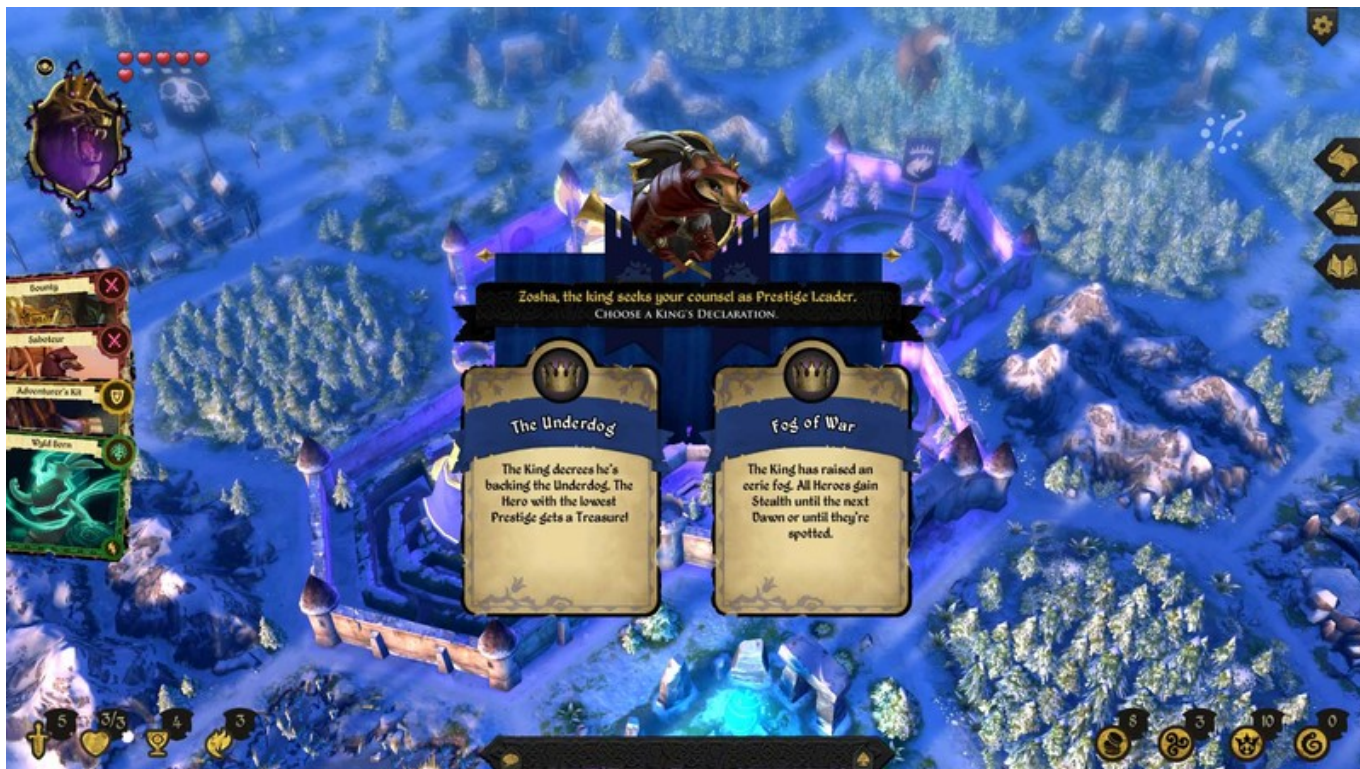 Bounty
Saboteur
Adventurer's Kit
Wyld Born
Zosha, the king seeks your counsel as Prestige Leader.
CHOOSE A KING'S DECLARATION.
The Underdog
The King decrees he's
backing the Underdog. The
Hero with the lowest
Prestige gets a Treasure!
Fog of War
The King has raised an
eerie fog. All Heroes gain
Stealth until the next
Dawn or until they're
spotted.
5
3/3
4
3
8
3
10
0